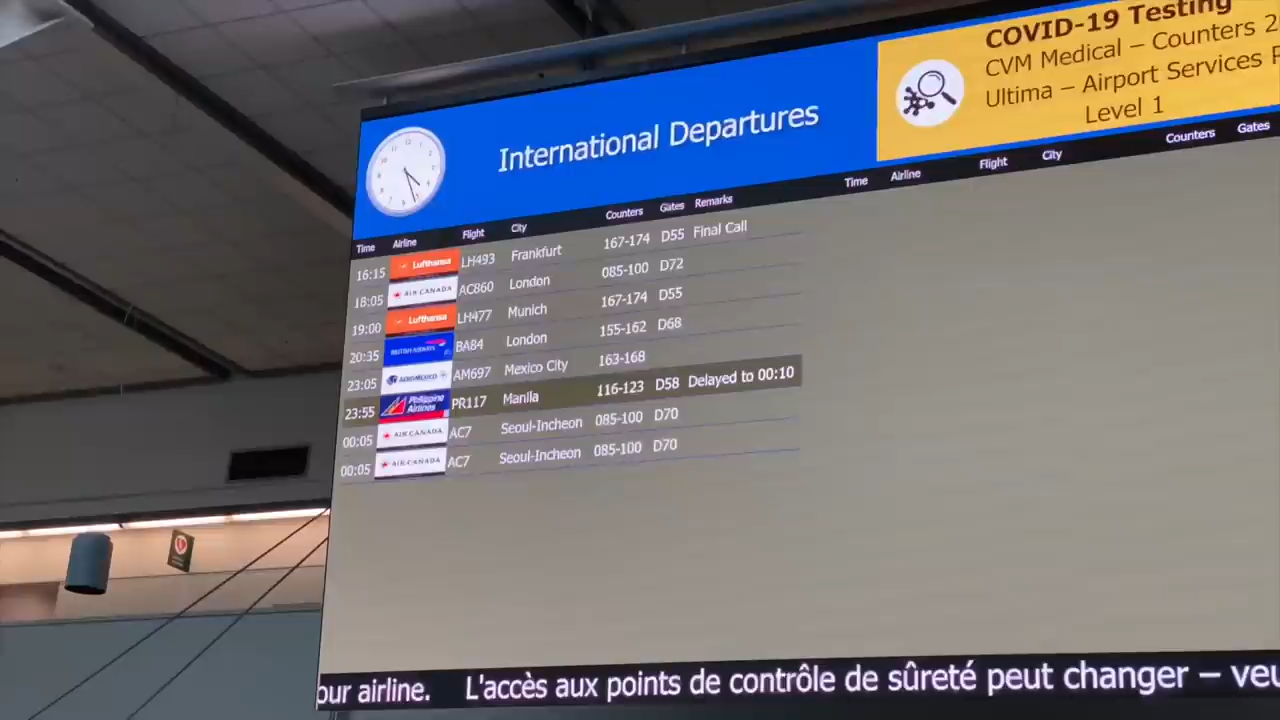 COVID-19 Testing
CVM Medical – Counters 2
Ultima – Airport Services
Level 1
International Departures
Time Airline Flight City Counters Gates Remarks
Time Airline Flight City Counters Gates
16:15 Lufthansa LH493 Frankfurt 167-174 D55 Final Call
18:05 AIR CANADA AC860 London 085-100 D72
19:00 Lufthansa LH477 Munich 167-174 D55
20:35 BRITISH AIRWAYS BA84 London 155-162 D68
23:05 AEROMEXICO AM697 Mexico City 163-168
23:55 Philippine Airlines PR117 Manila 116-123 D58 Delayed to 00:10
00:05 AIR CANADA AC7 Seoul-Incheon 085-100 D70
00:05 AIR CANADA AC7 Seoul-Incheon 085-100 D70
our airline. L'accès aux points de contrôle de sûreté peut changer – veu